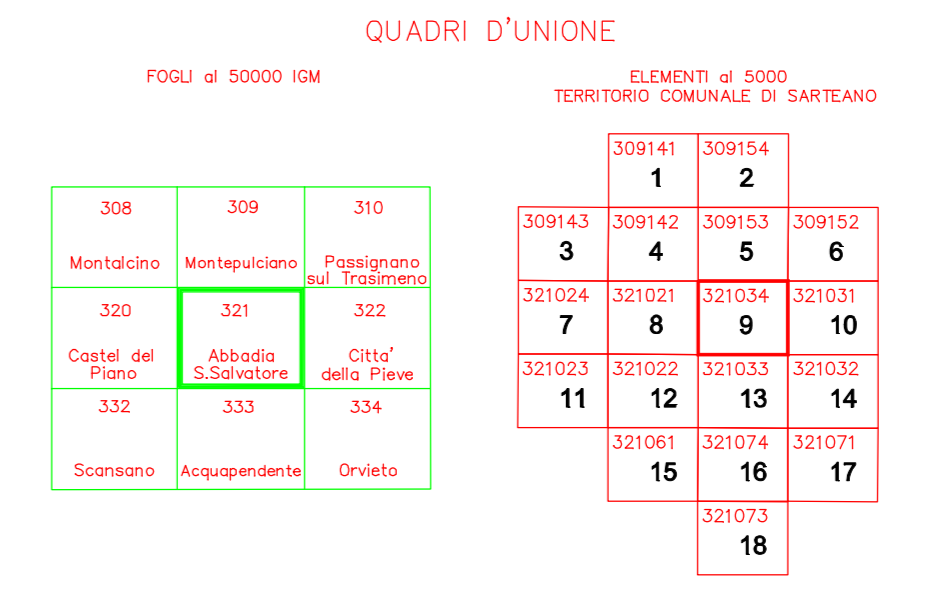 QUADRI D'UNIONE
FOGLI al 50000 IGM
308 309 310
Montalcino Montepulciano Passignano
sul Trasimeno
320 321 322
Castel del Abbadia Citta'
Piano S.Salvatore della Pieve
332 333 334
Scansano Acquapendente Orvieto
ELEMENTI al 5000
TERRITORIO COMUNALE DI SARTEANO
309141 309154
1 2
309143 309142 309153 309152
3 4 5 6
321024 321021 321034 321031
7 8 9 10
321023 321022 321033 321032
11 12 13 14
321061 321074 321071
15 16 17
321073
18